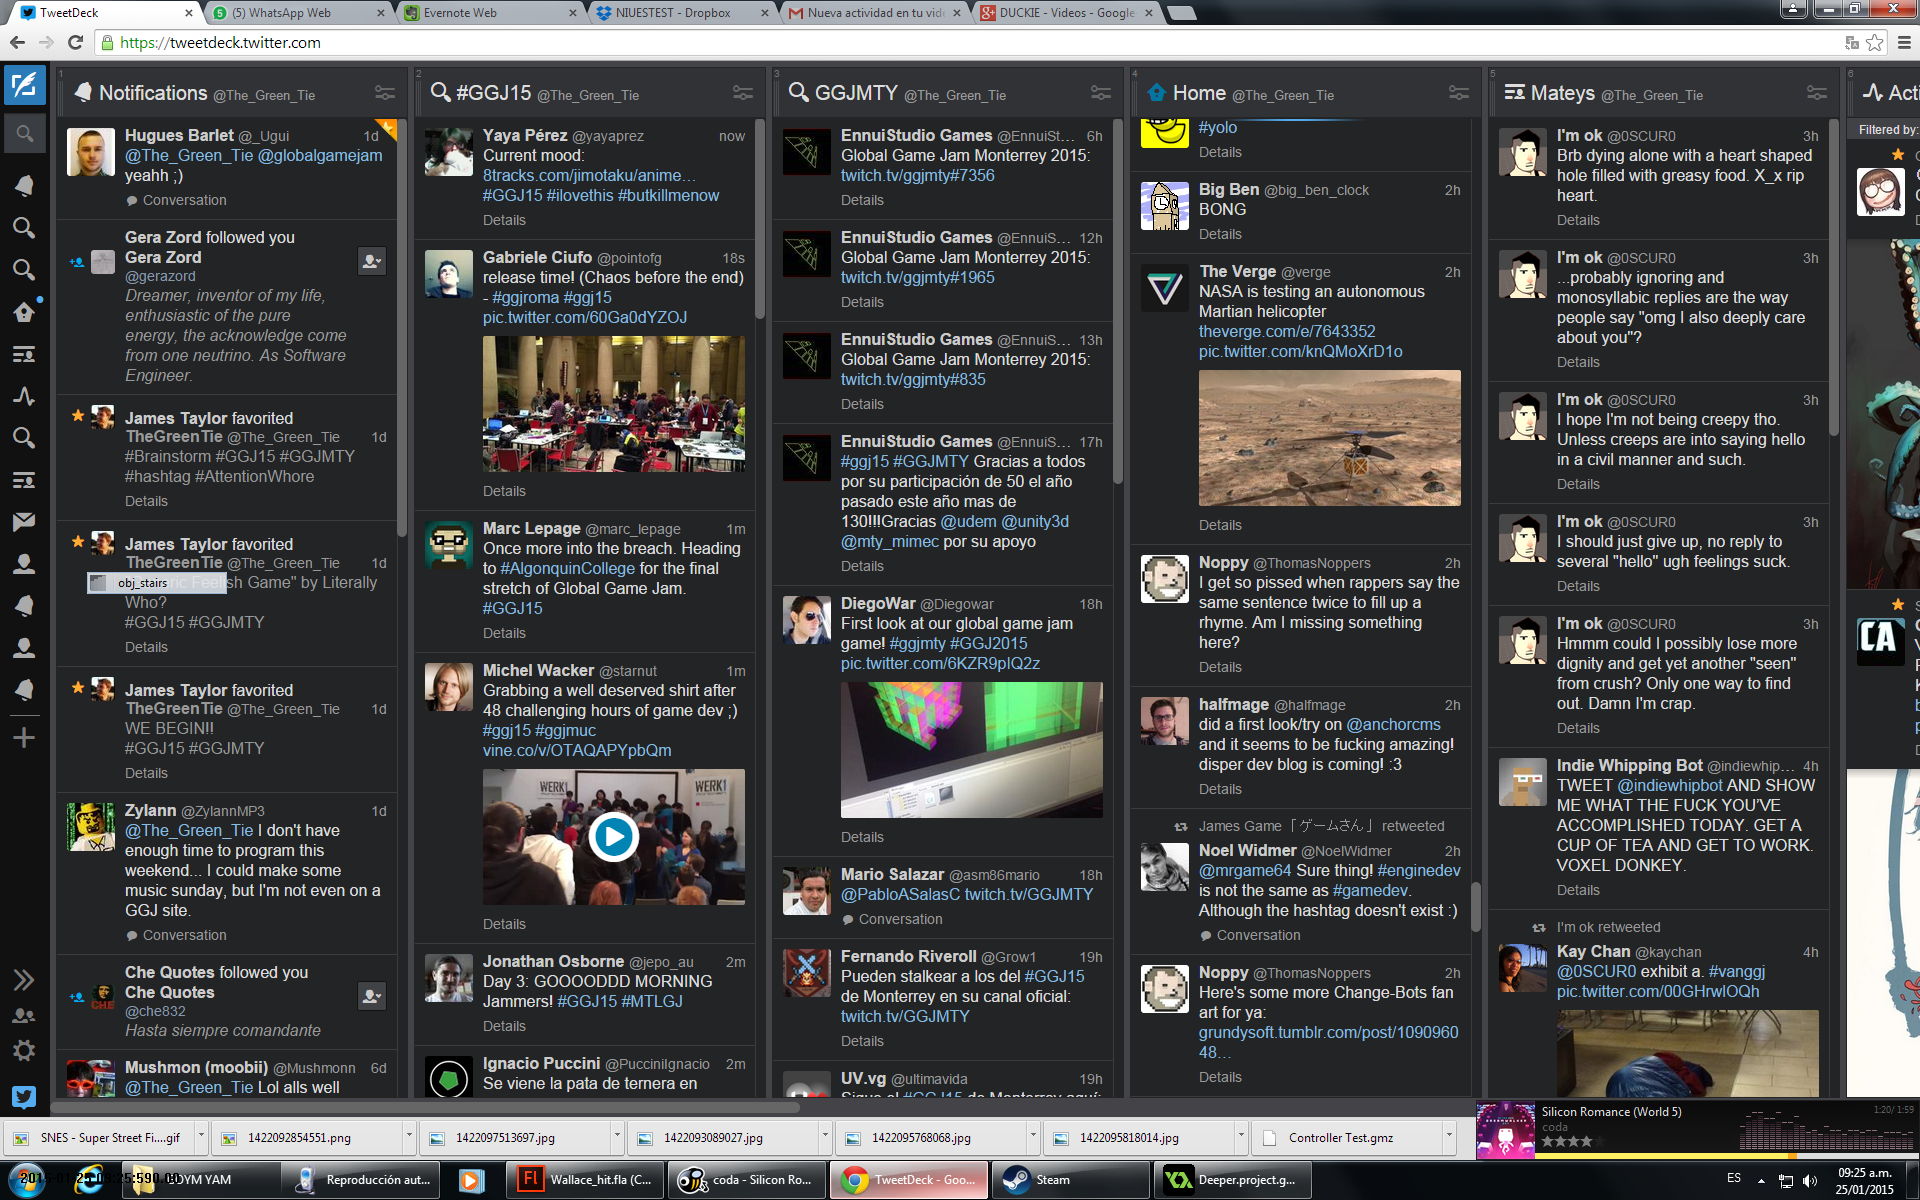 TweetDeck
(5) WhatsApp Web
Evernote Web
NIUESTEST - Dropbox
Nueva actividad en tu vid
DUCKIE - Videos - Google
https://tweetdeck.twitter.com
1
Notifications @The_Green_Tie
Hugues Barlet @_Ugui 1d
@The_Green_Tie @globalgamejam
yeahh ;)
Conversation
Gera Zord followed you
Gera Zord
@gerazord
Dreamer, inventor of my life,
enthusiastic of the pure
energy, the acknowledge come
from one neutrino. As Software
Engineer.
James Taylor favorited
TheGreenTie @The_Green_Tie 1d
#Brainstorm #GGJ15 #GGJMTY
#hashtag #AttentionWhore
Details
James Taylor favorited
TheGreenTie @The_Green_Tie 1d
obj_stairs
sh Game" by Literally
Who?
#GGJ15 #GGJMTY
Details
James Taylor favorited
TheGreenTie @The_Green_Tie 1d
WE BEGIN!!
#GGJ15 #GGJMTY
Details
Zylann @ZylannMP3 1d
@The_Green_Tie I don't have
enough time to program this
weekend... I could make some
music sunday, but I'm not even on a
GGJ site.
Conversation
Che Quotes followed you
Che Quotes
@che832
Hasta siempre comandante
CHE
Mushmon (moobii) @Mushmonn 6d
@The_Green_Tie Lol alls well
2
#GGJ15 @The_Green_Tie
Yaya Pérez @yayaprez now
Current mood:
8tracks.com/jimotaku/anime…
#GGJ15 #ilovethis #butkillmenow
Details
Gabriele Ciufo @pointofg 18s
release time! (Chaos before the end)
- #ggjroma #ggj15
pic.twitter.com/60Ga0dYZOJ
Details
Marc Lepage @marc_lepage 1m
Once more into the breach. Heading
to #AlgonquinCollege for the final
stretch of Global Game Jam.
#GGJ15
Details
Michel Wacker @starnut 1m
Grabbing a well deserved shirt after
48 challenging hours of game dev ;)
#ggj15 #ggjmuc
vine.co/v/OTAQAPYpbQm
WERK1
WERK1
Details
Jonathan Osborne @jepo_au 2m
Day 3: GOOOODDD MORNING
Jammers! #GGJ15 #MTLGJ
Details
Ignacio Puccini @PucciniIgnacio 2m
Se viene la pata de ternera en
3
GGJMTY @The_Green_Tie
EnnuiStudio Games @EnnuiSt... 6h
Global Game Jam Monterrey 2015:
twitch.tv/ggjmty#7356
Details
EnnuiStudio Games @EnnuiS... 12h
Global Game Jam Monterrey 2015:
twitch.tv/ggjmty#1965
Details
EnnuiStudio Games @EnnuiS... 13h
Global Game Jam Monterrey 2015:
twitch.tv/ggjmty#835
Details
EnnuiStudio Games @EnnuiS... 17h
#ggj15 #GGJMTY Gracias a todos
por su participación de 50 el año
pasado este año mas de
130!!!Gracias @udem @unity3d
@mty_mimec por su apoyo
Details
DiegoWar @Diegowar 18h
First look at our global game jam
game! #ggjmty #GGJ2015
pic.twitter.com/6KZR9pIQ2z
Details
Mario Salazar @asm86mario 18h
@PabloASalasC twitch.tv/GGJMTY
Conversation
Fernando Riveroll @Grow1 19h
Pueden stalkear a los del #GGJ15
de Monterrey en su canal oficial:
twitch.tv/GGJMTY
Details
UV.vg @ultimavida 19h
Sigue el #GGJ15 de Monterrey aquí:
4
Home @The_Green_Tie
#yolo
Details
Big Ben @big_ben_clock 2h
BONG
Details
The Verge @verge 2h
NASA is testing an autonomous
Martian helicopter
theverge.com/e/7643352
pic.twitter.com/knQMoXrD1o
Details
Noppy @ThomasNoppers 2h
I get so pissed when rappers say the
same sentence twice to fill up a
rhyme. Am I missing something
here?
Details
halfmage @halfmage 2h
did a first look/try on @anchorcms
and it seems to be fucking amazing!
disper dev blog is coming! :3
Details
James Game「ゲームさん」 retweeted
Noel Widmer @NoelWidmer 2h
@mrgame64 Sure thing! #enginedev
is not the same as #gamedev.
Although the hashtag doesn't exist :)
Conversation
Noppy @ThomasNoppers 2h
Here's some more Change-Bots fan
art for ya:
grundysoft.tumblr.com/post/1090960
48…
Details
5
Mateys @The_Green_Tie
I'm ok @0SCUR0 3h
Brb dying alone with a heart shaped
hole filled with greasy food. X_x rip
heart.
Details
I'm ok @0SCUR0 3h
...probably ignoring and
monosyllabic replies are the way
people say "omg I also deeply care
about you"?
Details
I'm ok @0SCUR0 3h
I hope I'm not being creepy tho.
Unless creeps are into saying hello
in a civil manner and such.
Details
I'm ok @0SCUR0 3h
I should just give up, no reply to
several "hello" ugh feelings suck.
Details
I'm ok @0SCUR0 3h
Hmmm could I possibly lose more
dignity and get yet another "seen"
from crush? Only one way to find
out. Damn I'm crap.
Details
Indie Whipping Bot @indiewhip... 4h
TWEET @indiewhipbot AND SHOW
ME WHAT THE FUCK YOU'VE
ACCOMPLISHED TODAY. GET A
CUP OF TEA AND GET TO WORK.
VOXEL DONKEY.
Details
I'm ok retweeted
Kay Chan @kaychan 4h
@0SCUR0 exhibit a. #vanggj
pic.twitter.com/00GHrwlOQh
6
Acti
Filtered by:
CA
SNES - Super Street Fi....gif
1422092854551.png
1422097513697.jpg
1422093089027.jpg
1422095768068.jpg
1422095818014.jpg
Controller Test.gmz
Silicon Romance (World 5)
coda
1:20/ 1:59
YAM
Reproducción aut...
Wallace_hit.fla (C...
coda - Silicon Ro...
TweetDeck - Goo...
Steam
Deeper.project.g...
ES
09:25 a.m.
25/01/2015